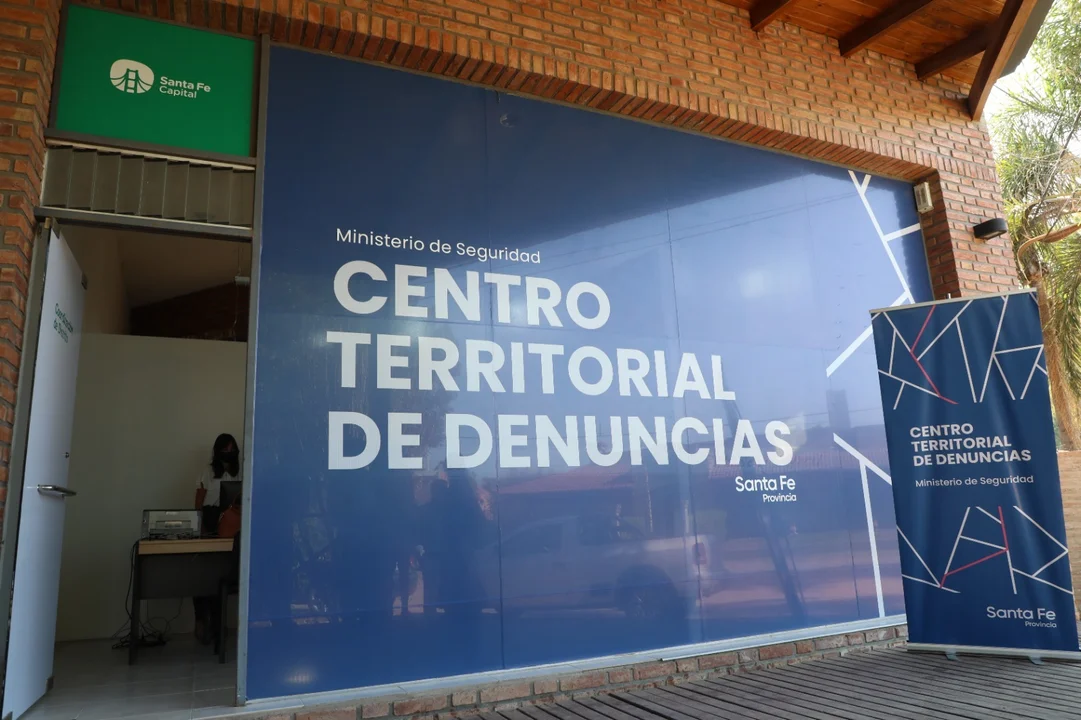 Santa Fe
Capital
Ministerio de Seguridad
CENTRO
TERRITORIAL
DE DENUNCIAS
Santa Fe
Provincia
CENTRO
TERRITORIAL
DE DENUNCIAS
Ministerio de Seguridad
Santa Fe
Provincia